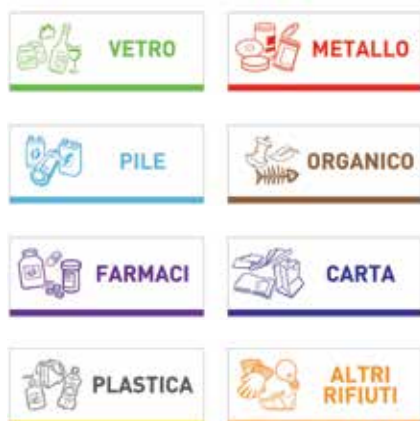 VETRO
METALLO
PILE
ORGANICO
FARMACI
CARTA
PLASTICA
ALTRI
RIFIUTI